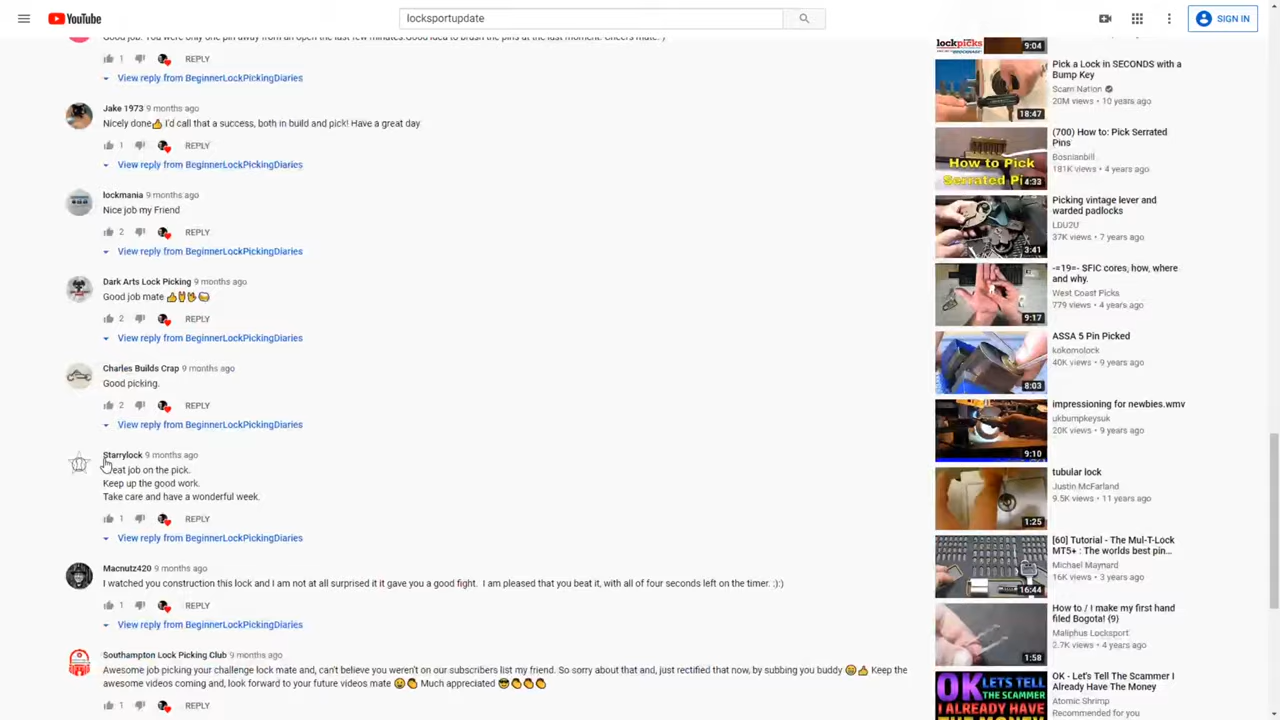 YouTube
locksportupdate
SIGN IN
Good job. You were only one pin away from an open the last few minutes.Good idea to brush the pins at the last moment. Cheers mate. :)
1 REPLY
View reply from BeginnerLockPickingDiaries
Jake 1973 9 months ago
Nicely done👍 I'd call that a success, both in build and pick! Have a great day
1 REPLY
View reply from BeginnerLockPickingDiaries
lockmania 9 months ago
Nice job my Friend
2 REPLY
View reply from BeginnerLockPickingDiaries
Dark Arts Lock Picking 9 months ago
Good job mate
2 REPLY
View reply from BeginnerLockPickingDiaries
Charles Builds Crap 9 months ago
Good picking.
2 REPLY
View reply from BeginnerLockPickingDiaries
Starrylock 9 months ago
Great job on the pick.
Keep up the good work.
Take care and have a wonderful week.
1 REPLY
View reply from BeginnerLockPickingDiaries
Macnutz420 9 months ago
I watched you construction this lock and I am not at all surprised it it gave you a good fight. I am pleased that you beat it, with all of four seconds left on the timer. :):)
1 REPLY
View reply from BeginnerLockPickingDiaries
Southampton Lock Picking Club 9 months ago
Awesome job picking your challenge lock mate and, can't believe you weren't on our subscribers list my friend. So sorry about that and, just rectified that now, by subbing you buddy 😄👍 Keep the
awesome videos coming and, look forward to your future videos mate 😀👏 Much appreciated 😎👏👏👏
1 REPLY
lockpicks
9:04
Pick a Lock in SECONDS with a
Bump Key
Scam Nation
20M views • 10 years ago
18:47
(700) How to: Pick Serrated
Pins
Bosnianbill
181K views • 4 years ago
How to Pick
Serrated Pi
4:33
Picking vintage lever and
warded padlocks
LDU2U
37K views • 7 years ago
3:41
-=19=- SFIC cores, how, where
and why.
West Coast Picks
779 views • 4 years ago
9:17
ASSA 5 Pin Picked
kokomolock
40K views • 9 years ago
8:03
impressioning for newbies.wmv
ukbumpkeysuk
20K views • 9 years ago
9:10
tubular lock
Justin McFarland
9.5K views • 11 years ago
1:25
[60] Tutorial - The Mul-T-Lock
MT5+ : The worlds best pin...
Michael Maynard
16K views • 3 years ago
16:44
How to / I make my first hand
filed Bogota! (9)
Maliphus Locksport
2.7K views • 4 years ago
1:58
OK - Let's Tell The Scammer I
Already Have The Money
Atomic Shrimp
Recommended for you
OK LETS TELL
THE SCAMMER
I ALREADY HAVE
THE MONEY